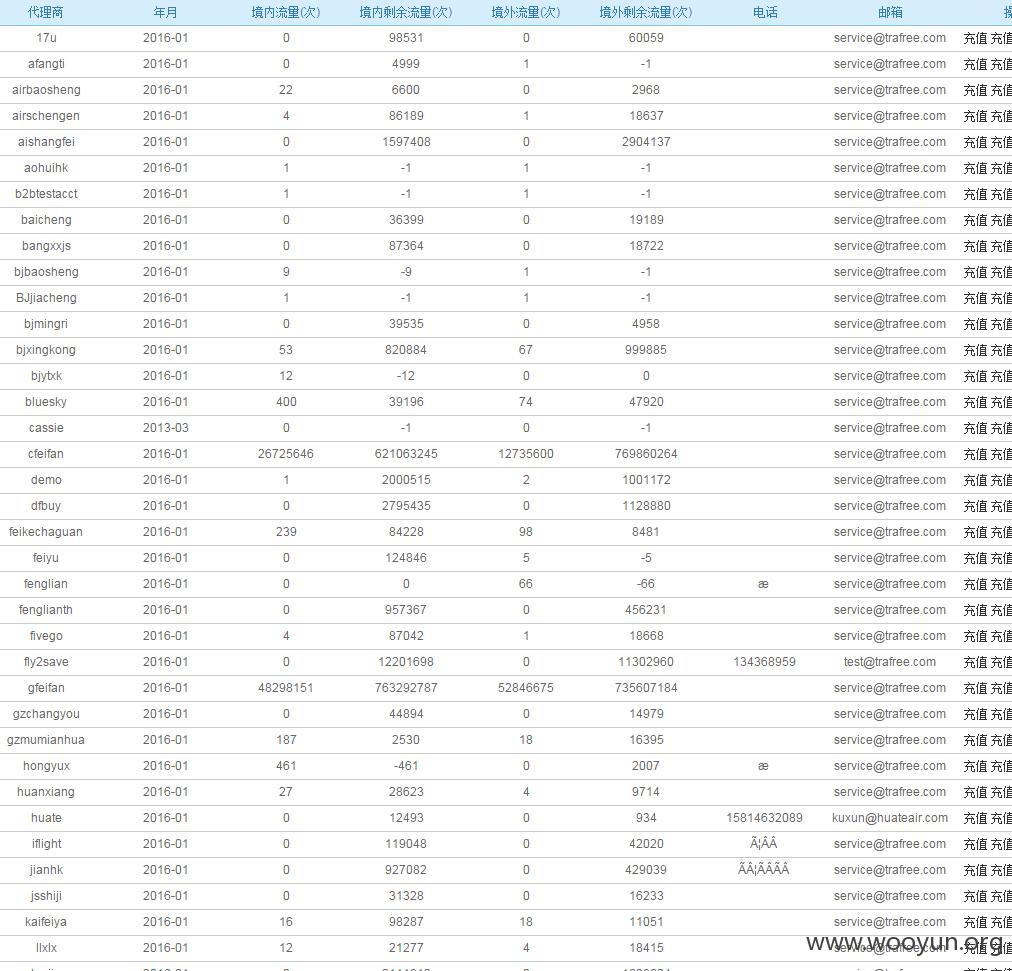 代理商 年月 境内流量(次) 境内剩余流量(次) 境外流量(次) 境外剩余流量(次) 电话 邮箱
17u 2016-01 0 98531 0 60059 service@trafree.com 充值 充值
afangti 2016-01 0 4999 1 -1 service@trafree.com 充值 充值
airbaosheng 2016-01 22 6600 0 2968 service@trafree.com 充值 充值
airschengen 2016-01 4 86189 1 18637 service@trafree.com 充值 充值
aishangfei 2016-01 0 1597408 0 2904137 service@trafree.com 充值 充值
aohuihk 2016-01 1 -1 1 -1 service@trafree.com 充值 充值
b2btestacct 2016-01 1 -1 1 -1 service@trafree.com 充值 充值
baicheng 2016-01 0 36399 0 19189 service@trafree.com 充值 充值
bangxxjs 2016-01 0 87364 0 18722 service@trafree.com 充值 充值
bjbaosheng 2016-01 9 -9 1 -1 service@trafree.com 充值 充值
BJjiacheng 2016-01 1 -1 1 -1 service@trafree.com 充值 充值
bjmingri 2016-01 0 39535 0 4958 service@trafree.com 充值 充值
bjxingkong 2016-01 53 820884 67 999885 service@trafree.com 充值 充值
bjytxk 2016-01 12 -12 0 0 service@trafree.com 充值 充值
bluesky 2016-01 400 39196 74 47920 service@trafree.com 充值 充值
cassie 2013-03 0 -1 0 -1 service@trafree.com 充值 充值
cfeifan 2016-01 26725646 621063245 12735600 769860264 service@trafree.com 充值 充值
demo 2016-01 1 2000515 2 1001172 service@trafree.com 充值 充值
dfbuy 2016-01 0 2795435 0 1128880 service@trafree.com 充值 充值
feikechaguan 2016-01 239 84228 98 8481 service@trafree.com 充值 充值
feiyu 2016-01 0 124846 5 -5 service@trafree.com 充值 充值
fenglian 2016-01 0 0 66 -66 æ service@trafree.com 充值 充值
fenglianth 2016-01 0 957367 0 456231 service@trafree.com 充值 充值
fivego 2016-01 4 87042 1 18668 service@trafree.com 充值 充值
fly2save 2016-01 0 12201698 0 11302960 134368959 test@trafree.com 充值 充值
gfeifan 2016-01 48298151 763292787 52846675 735607184 service@trafree.com 充值 充值
gzchangyou 2016-01 0 44894 0 14979 service@trafree.com 充值 充值
gzmumianhua 2016-01 187 2530 18 16395 service@trafree.com 充值 充值
hongyux 2016-01 461 -461 0 2007 æ service@trafree.com 充值 充值
huanxiang 2016-01 27 28623 4 9714 service@trafree.com 充值 充值
huate 2016-01 0 12493 0 934 15814632089 kuxun@huateair.com 充值 充值
iflight 2016-01 0 119048 0 42020 Ã¦ÂÂ service@trafree.com 充值 充值
jianhk 2016-01 0 927082 0 429039 ÃÂ¦ÃÂÃÂ service@trafree.com 充值 充值
jsshiji 2016-01 0 31328 0 16233 service@trafree.com 充值 充值
kaifeiya 2016-01 16 98287 18 11051 service@trafree.com 充值 充值
llxlx 2016-01 12 21277 4 18415 service@trafree.com 充值 充值
www.wooyun.org